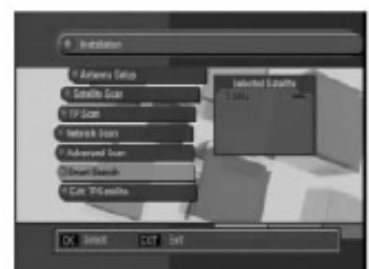 Installation
Antenna Setup
Satellite Scan
TP Scan
Network Scan
Advanced Scan
Smart Search
Edit TP/Satellite
Selected Satellite
OK Select EXIT Exit